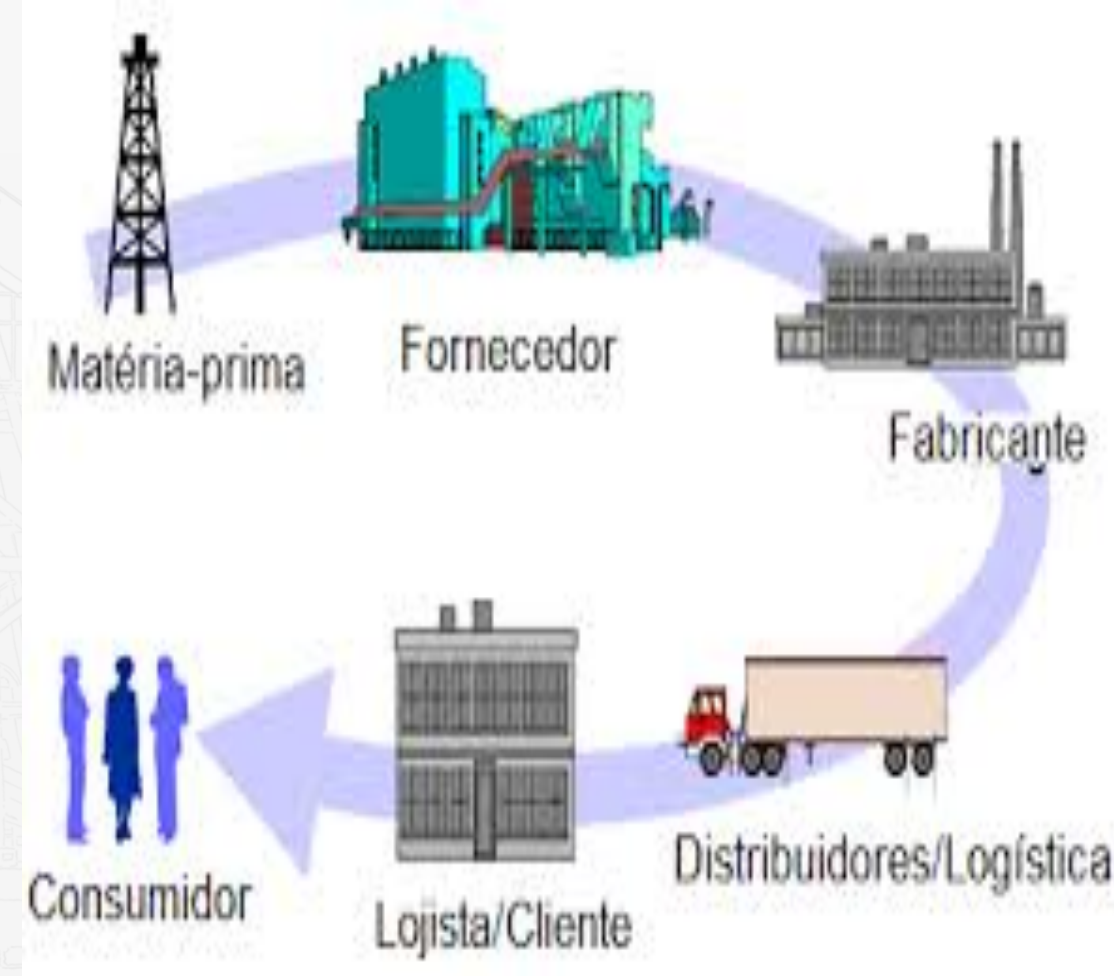 Matéria-prima
Fornecedor
Fabricante
Distribuidores/Logística
Lojista/Cliente
Consumidor